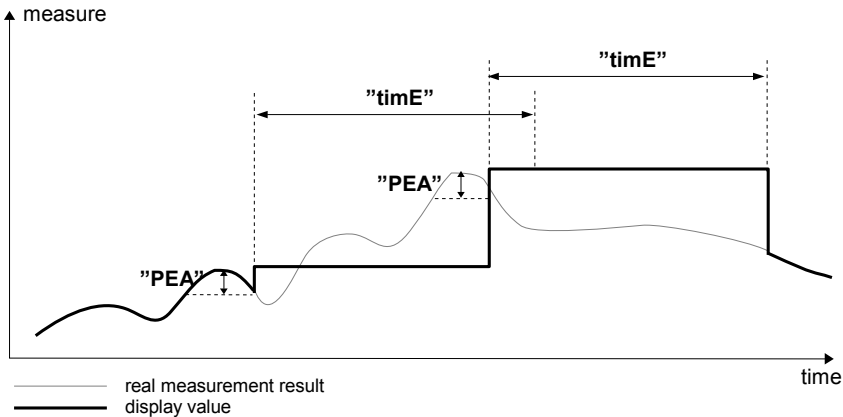 measure
”timE”
”timE”
”PEA”
”PEA”
time
real measurement result
display value